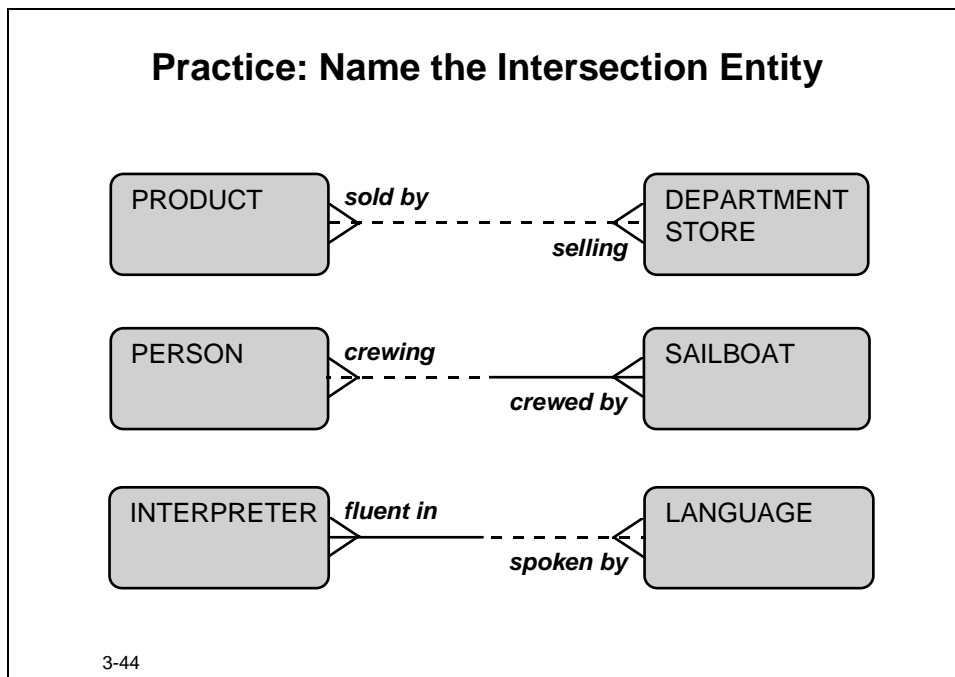 Practice: Name the Intersection Entity
PRODUCT
sold by
selling
DEPARTMENT
STORE
PERSON
crewing
crewed by
SAILBOAT
INTERPRETER
fluent in
spoken by
LANGUAGE
3-44